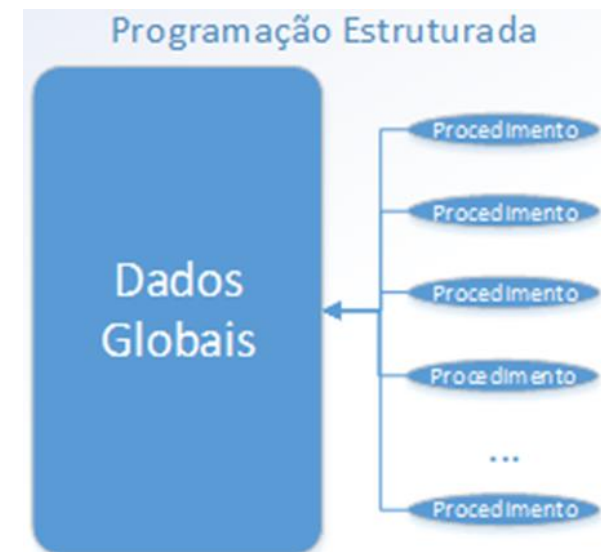 Programação Estruturada
Procedimento
Procedimento
Dados
Globais
Procedimento
Procedimento
...
Procedimento